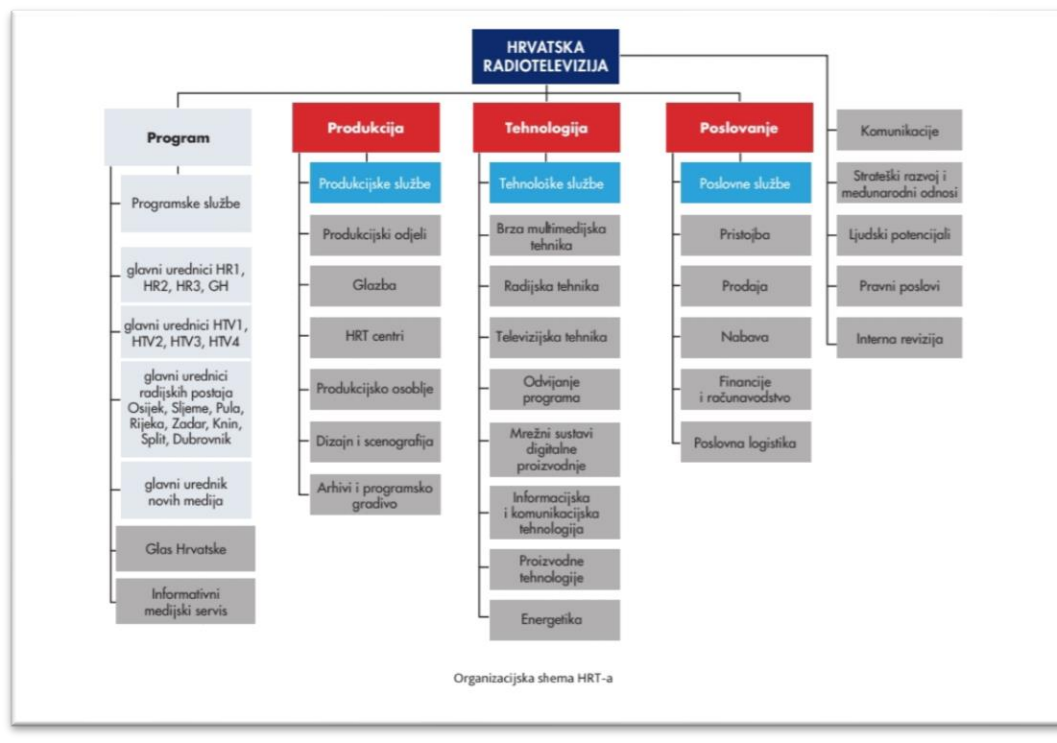 HRVATSKA
RADIOTELEVIZIJA
Program
Programske službe
glavni urednici HR1,
HR2, HR3, GH
glavni urednici HTV1,
HTV2, HTV3, HTV4
glavni urednici
radijskih postaja
Osijek, Sljeme, Pula,
Rijeka, Zadar, Knin,
Split, Dubrovnik
glavni urednik
novih medija
Glas Hrvatske
Informativni
medijski servis
Produkcija
Produkcijske službe
Produkcijski odjeli
Glazba
HRT centri
Produkcijsko osoblje
Dizajn i scenografija
Arhivi i programsko
gradivo
Tehnologija
Tehnološke službe
Brza multimedijska
tehnika
Radijska tehnika
Televizijska tehnika
Odvijanje
programa
Mrežni sustavi
digitalne
proizvodnje
Informacijska
i komunikacijska
tehnologija
Proizvodne
tehnologije
Energetika
Poslovanje
Poslovne službe
Pristojba
Prodaja
Nabava
Financije
i računavodstvo
Poslovna logistika
Komunikacije
Strateški razvoj i
međunarodni odnosi
Ljudski potencijali
Pravni poslovi
Interna revizija
Organizacijska shema HRT-a